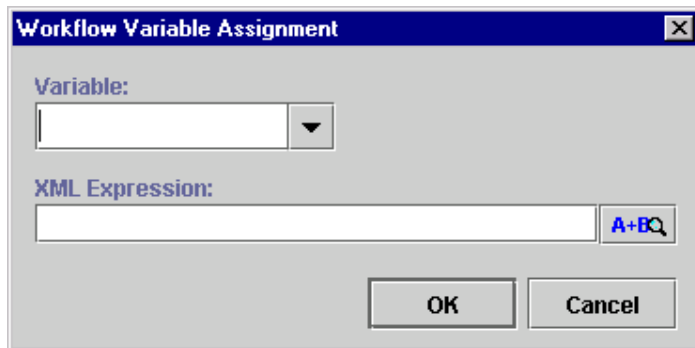 Workflow Variable Assignment
Variable:
XML Expression:
A+B
OK Cancel